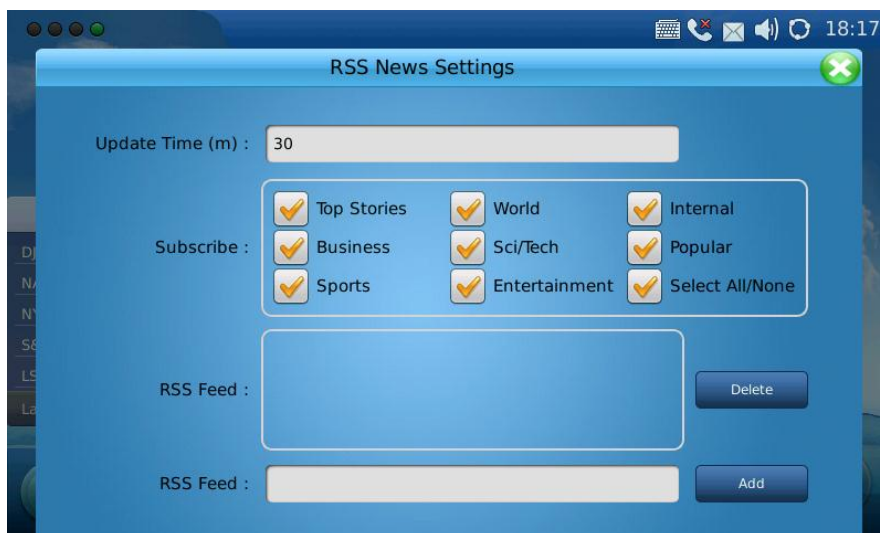 18:17
RSS News Settings
Update Time (m) : 30
Top Stories World Internal
Subscribe : Business Sci/Tech Popular
Sports Entertainment Select All/None
RSS Feed : Delete
RSS Feed : Add